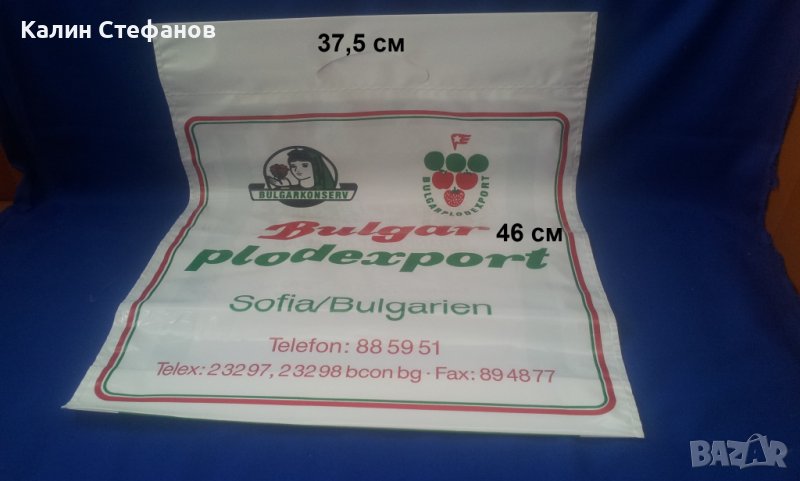 Калин Стефанов
37,5 см
BULGARKONSERV
BULGARPLODEXPORT
Bulgar
plodexport
46 см
Sofia/Bulgarien
Telefon: 88 59 51
Telex: 2 32 97, 2 32 98 bcon bg · Fax: 89 48 77
BAZAR